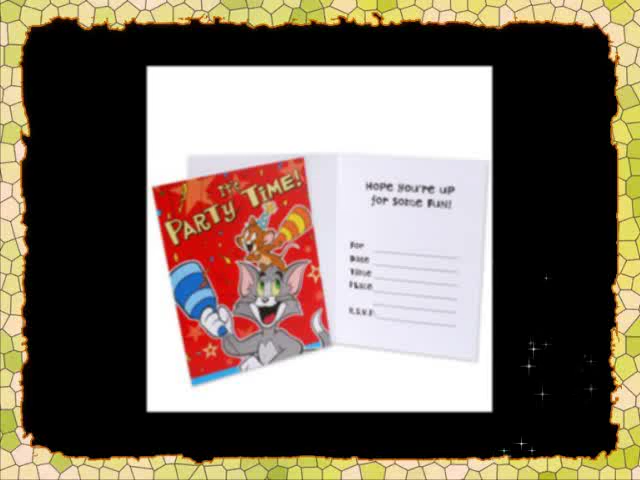 It's
PARTY TIME!
HOPE YOU'RE UP
FOR SOME FUN!
For
Date
Time
Place
R.S.V.P.